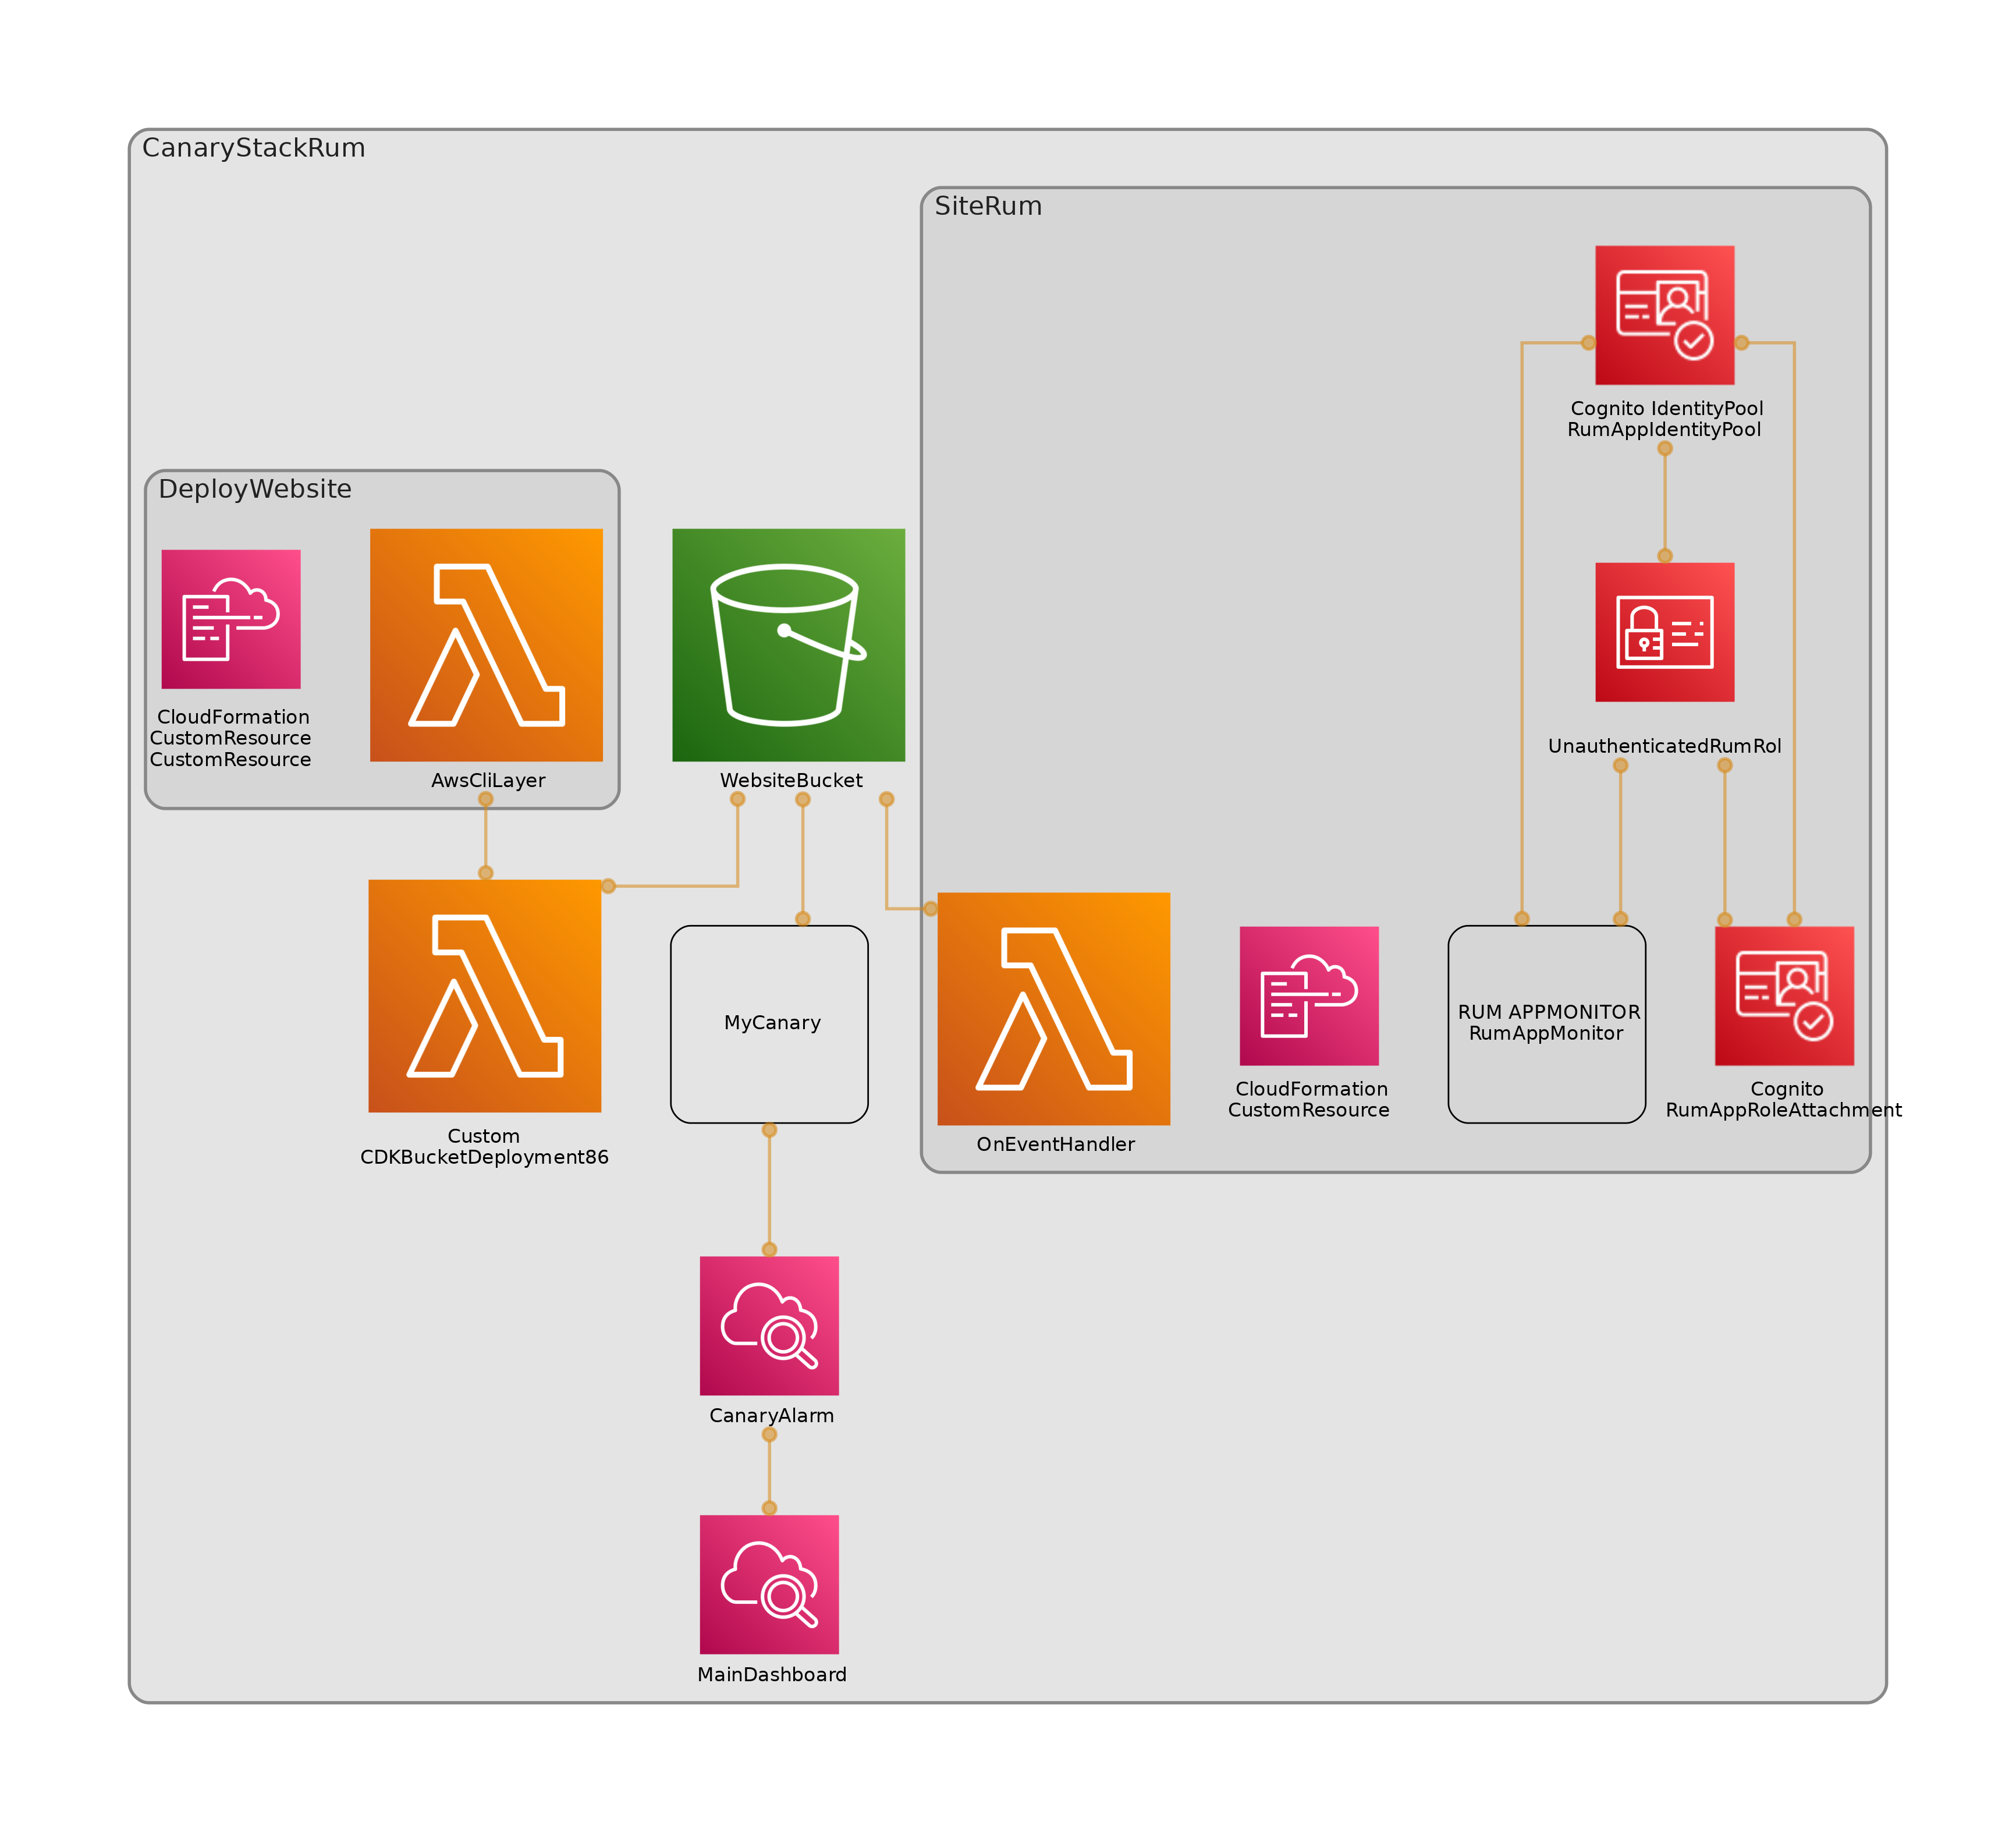 CanaryStackRum
SiteRum
Cognito IdentityPool
RumAppIdentityPool
DeployWebsite
CloudFormation
CustomResource
CustomResource
AwsCliLayer
WebsiteBucket
UnauthenticatedRumRol
Custom
CDKBucketDeployment86
MyCanary
OnEventHandler
CloudFormation
CustomResource
RUM APPMONITOR
RumAppMonitor
Cognito
RumAppRoleAttachment
CanaryAlarm
MainDashboard